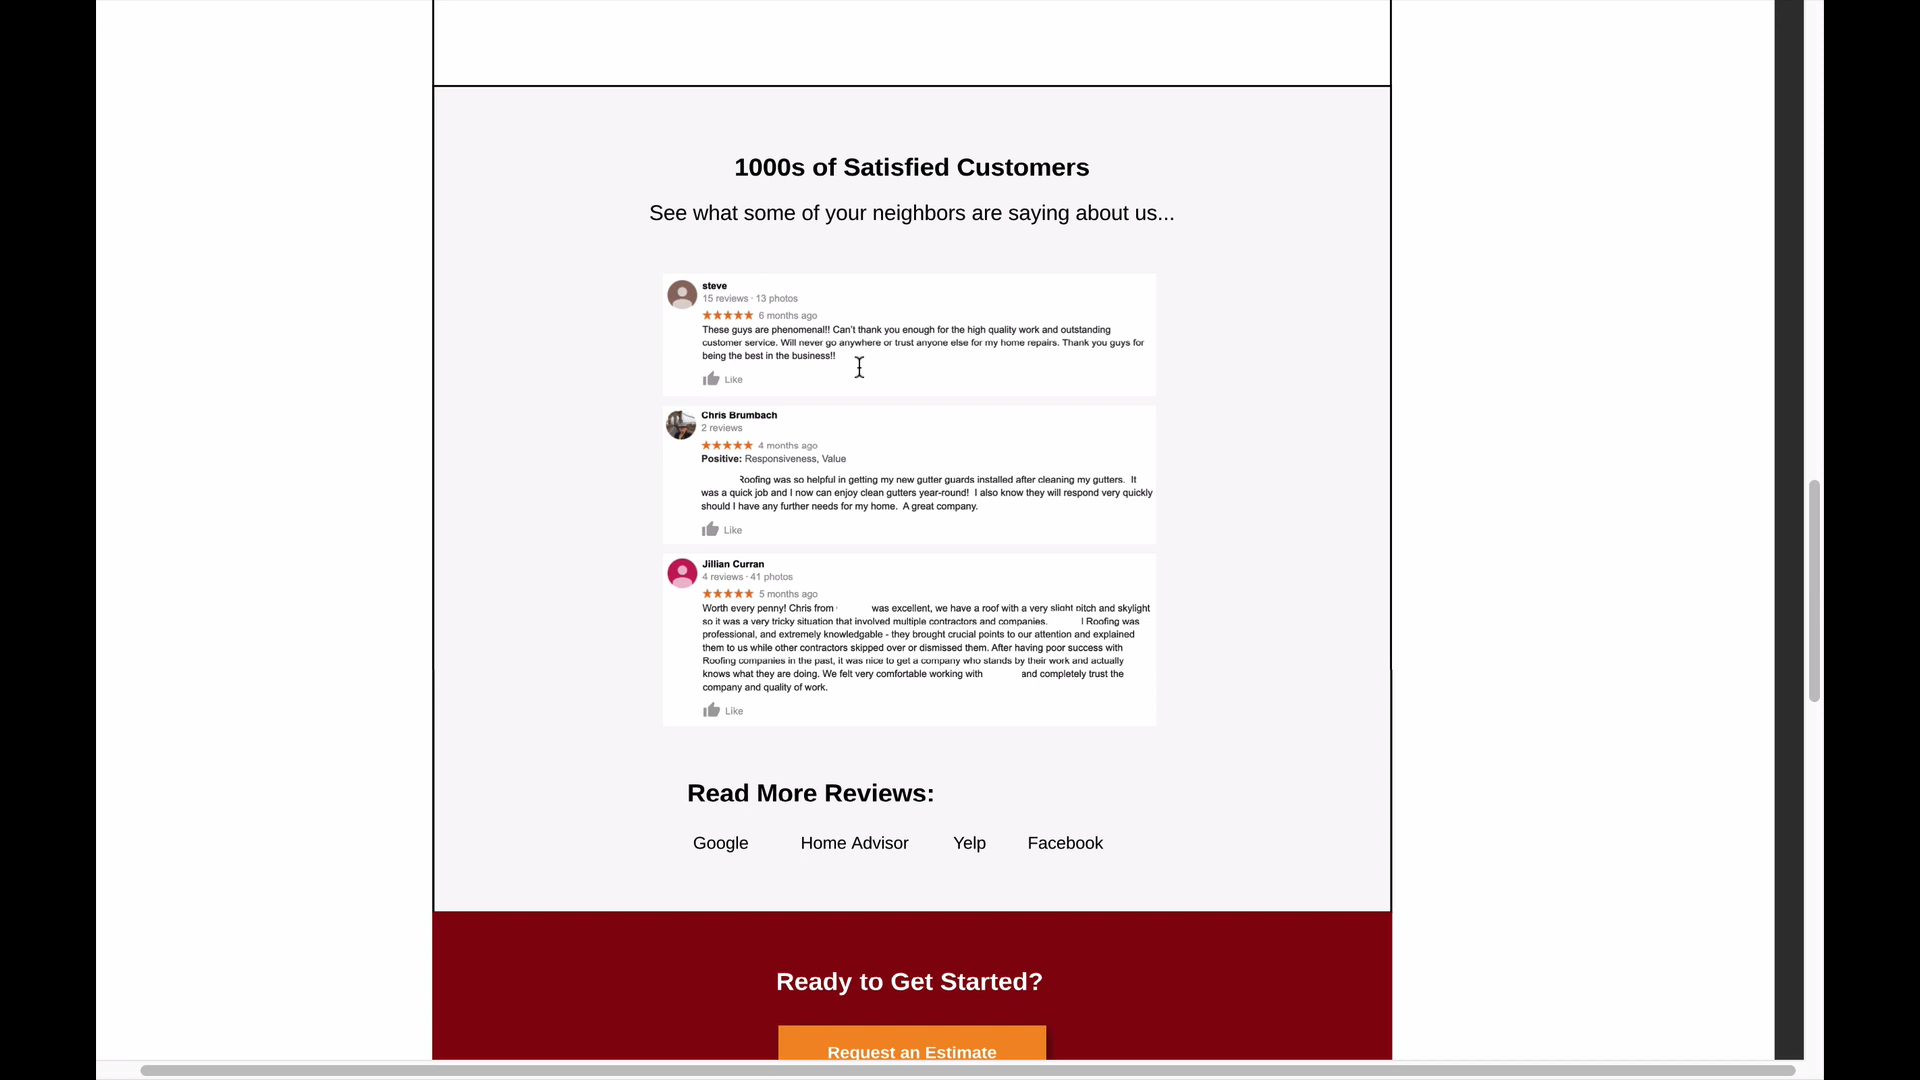 1000s of Satisfied Customers
See what some of your neighbors are saying about us...
steve
15 reviews · 13 photos
★★★★★ 6 months ago
These guys are phenomenal!! Can't thank you enough for the high quality work and outstanding
customer service. Will never go anywhere or trust anyone else for my home repairs. Thank you guys for
being the best in the business!!
Like
Chris Brumbach
2 reviews
★★★★★ 4 months ago
Positive: Responsiveness, Value
Roofing was so helpful in getting my new gutter guards installed after cleaning my gutters. It
was a quick job and I now can enjoy clean gutters year-round! I also know they will respond very quickly
should I have any further needs for my home. A great company.
Like
Jillian Curran
4 reviews · 41 photos
★★★★★ 5 months ago
Worth every penny! Chris from was excellent, we have a roof with a very slight pitch and skylight
so it was a very tricky situation that involved multiple contractors and companies. Roofing was
professional, and extremely knowledgable - they brought crucial points to our attention and explained
them to us while other contractors skipped over or dismissed them. After having poor success with
Roofing companies in the past, it was nice to get a company who stands by their work and actually
knows what they are doing. We felt very comfortable working with and completely trust the
company and quality of work.
Like
Read More Reviews:
Google Home Advisor Yelp Facebook
Ready to Get Started?
Request an Estimate